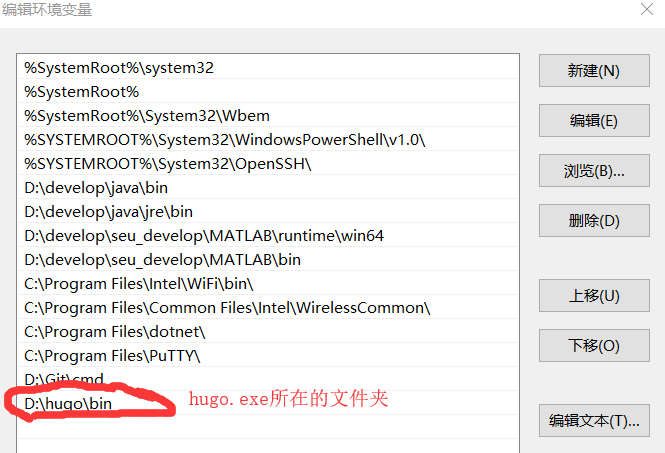 编辑环境变量
%SystemRoot%\system32
%SystemRoot%
%SystemRoot%\System32\Wbem
%SYSTEMROOT%\System32\WindowsPowerShell\v1.0\
%SYSTEMROOT%\System32\OpenSSH\
D:\develop\java\bin
D:\develop\java\jre\bin
D:\develop\seu_develop\MATLAB\runtime\win64
D:\develop\seu_develop\MATLAB\bin
C:\Program Files\Intel\WiFi\bin\
C:\Program Files\Common Files\Intel\WirelessCommon\
C:\Program Files\dotnet\
C:\Program Files\PuTTY\
D:\Git\cmd
D:\hugo\bin
hugo.exe所在的文件夹
新建(N)
编辑(E)
浏览(B)...
删除(D)
上移(U)
下移(O)
编辑文本(T)...